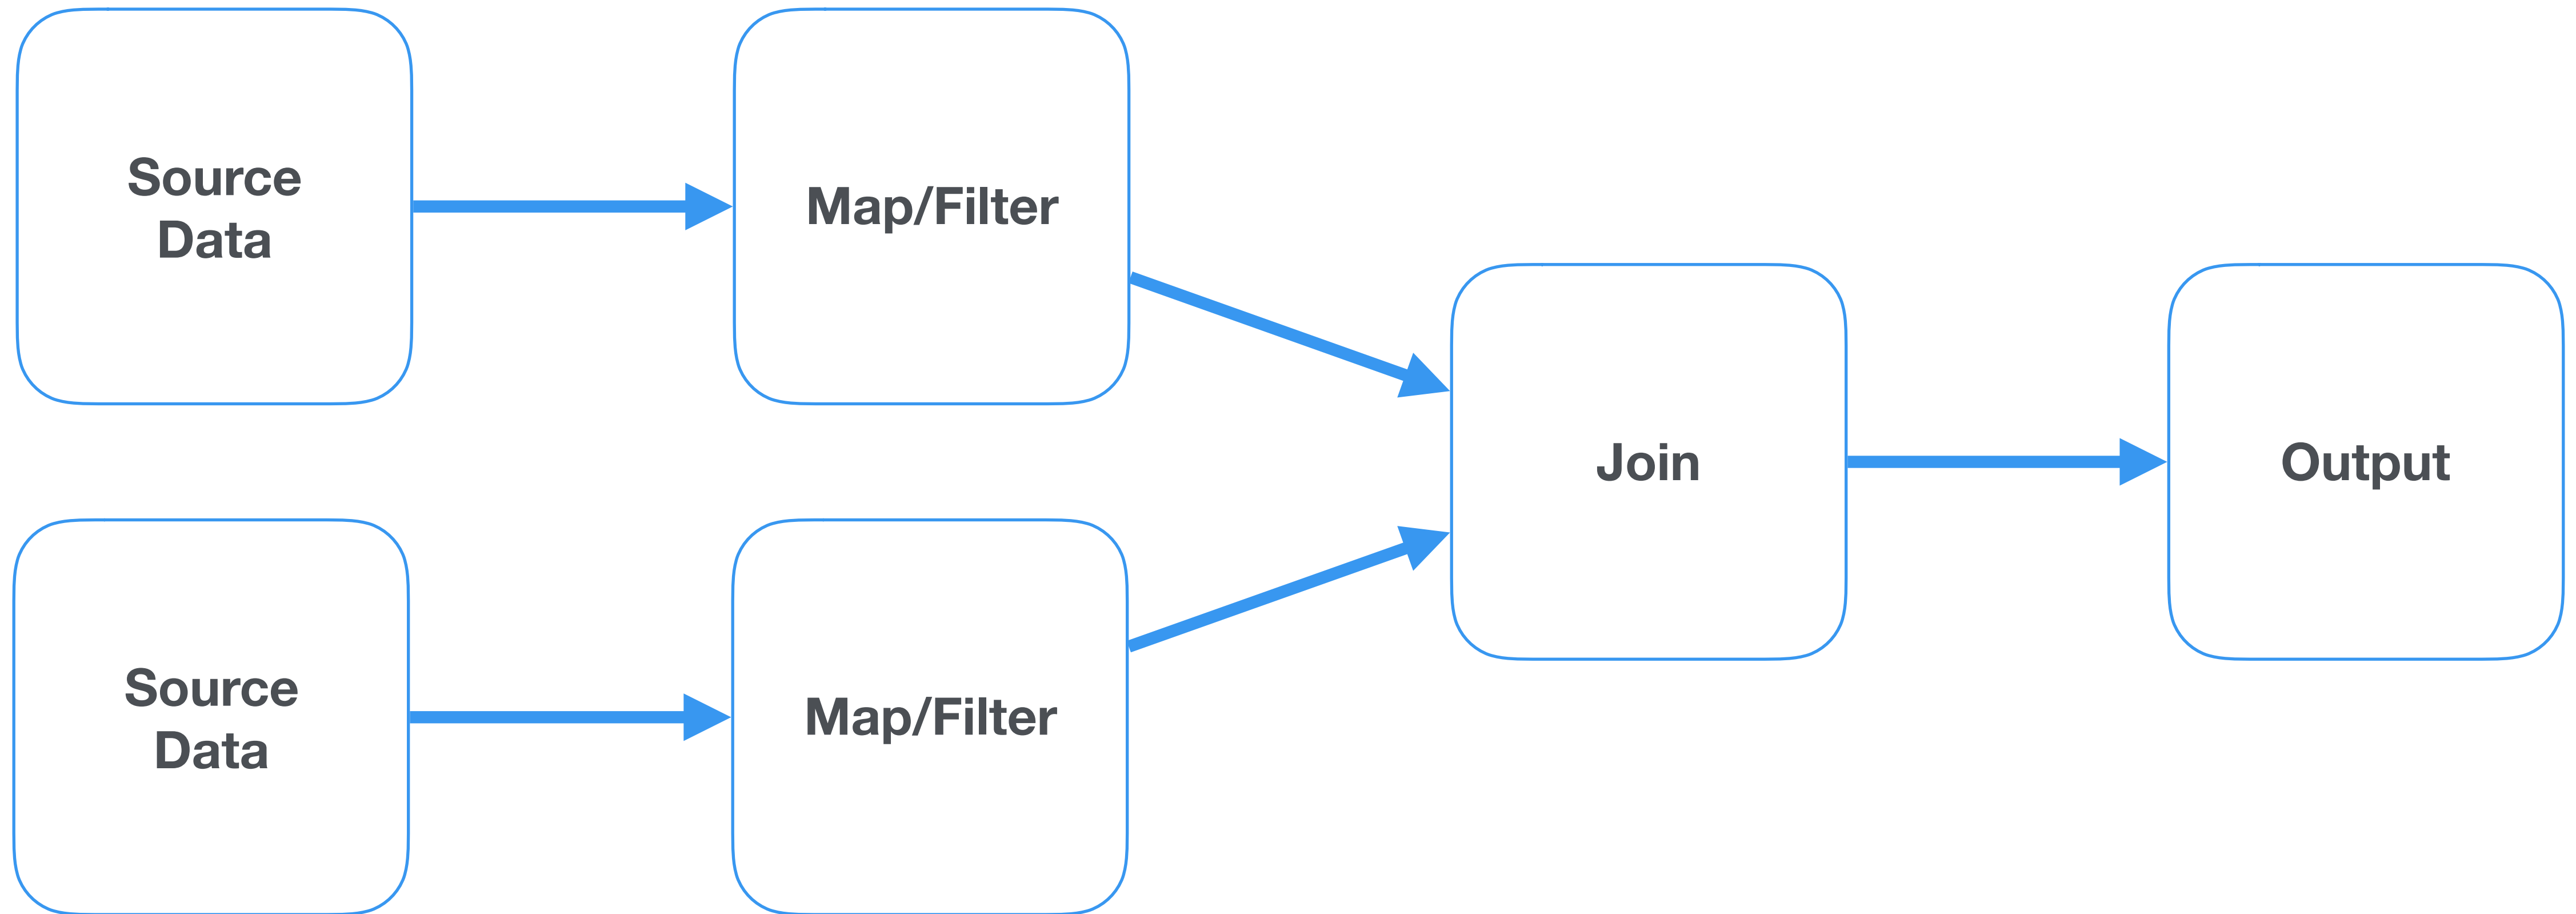 Source
Data
Map/Filter
Join
Output
Source
Data
Map/Filter